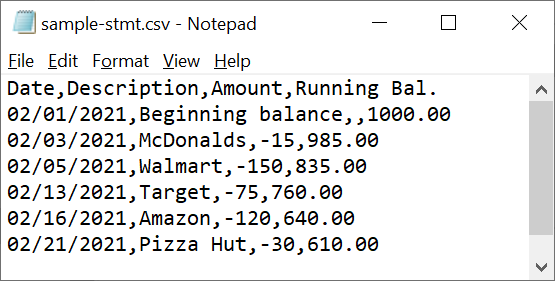 sample-stmt.csv - Notepad
File Edit Format View Help
Date,Description,Amount,Running Bal.
02/01/2021,Beginning balance,,1000.00
02/03/2021,McDonalds,-15,985.00
02/05/2021,Walmart,-150,835.00
02/13/2021,Target,-75,760.00
02/16/2021,Amazon,-120,640.00
02/21/2021,Pizza Hut,-30,610.00